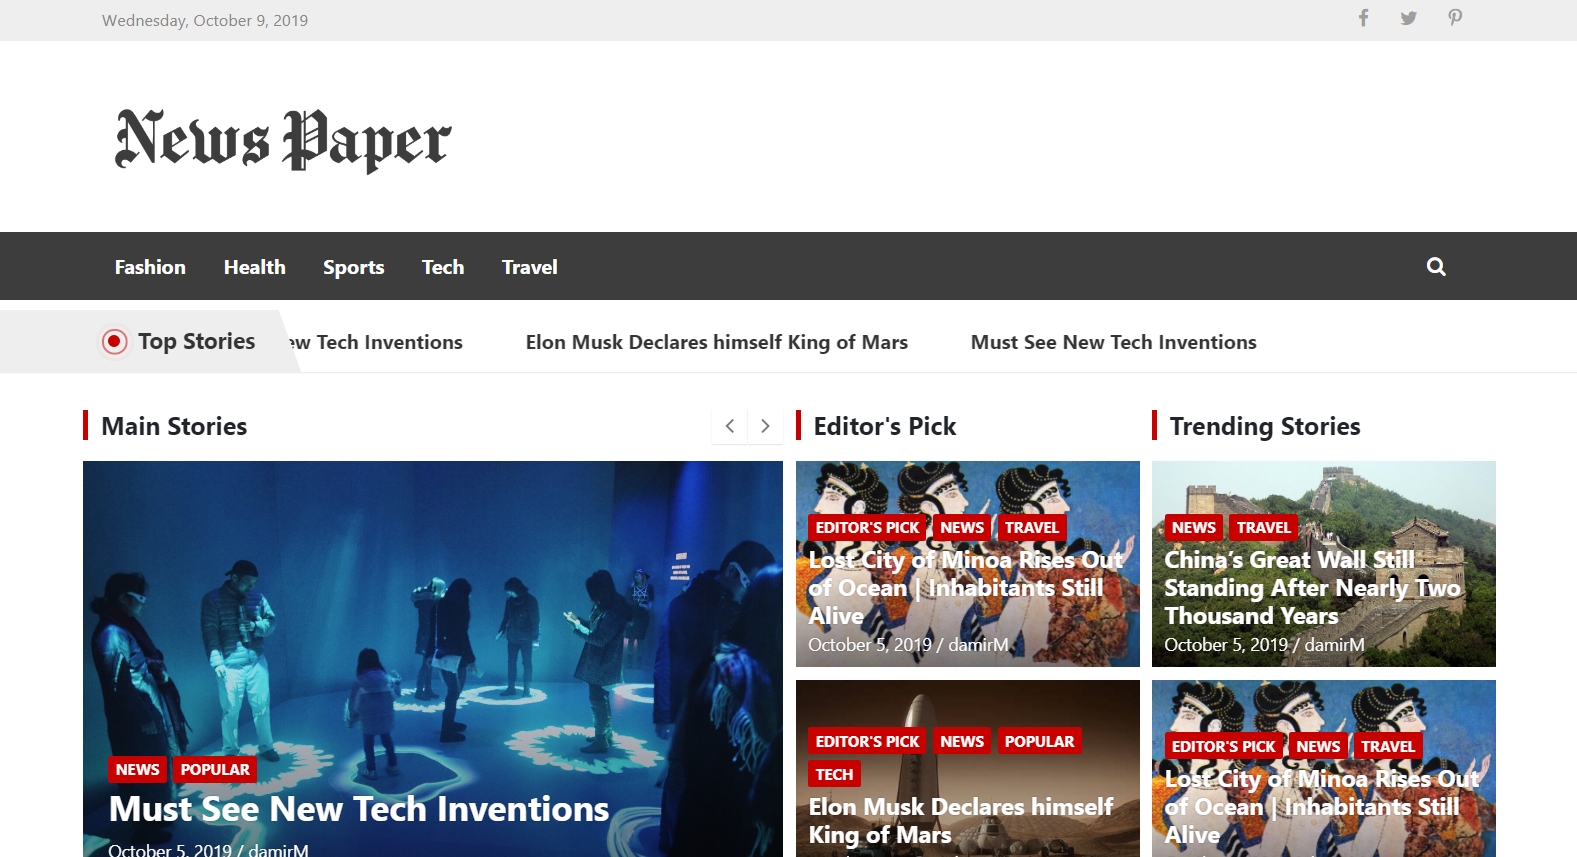 Wednesday, October 9, 2019
News Paper
Fashion Health Sports Tech Travel
Top Stories
ew Tech Inventions Elon Musk Declares himself King of Mars Must See New Tech Inventions
Main Stories
NEWS POPULAR
Must See New Tech Inventions
October 5, 2019 / damirM
Editor's Pick
EDITOR'S PICK NEWS TRAVEL
Lost City of Minoa Rises Out
of Ocean | Inhabitants Still
Alive
October 5, 2019 / damirM
EDITOR'S PICK NEWS POPULAR
TECH
Elon Musk Declares himself
King of Mars
Trending Stories
NEWS TRAVEL
China’s Great Wall Still
Standing After Nearly Two
Thousand Years
October 5, 2019 / damirM
EDITOR'S PICK NEWS TRAVEL
Lost City of Minoa Rises Out
of Ocean | Inhabitants Still
Alive